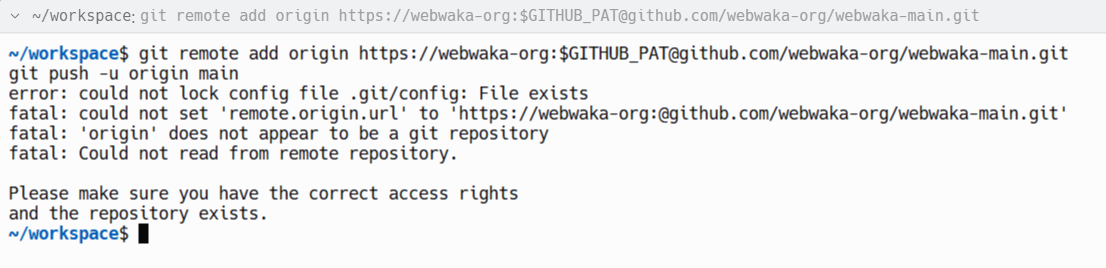 ~/workspace: git remote add origin https://webwaka-org:$GITHUB_PAT@github.com/webwaka-org/webwaka-main.git
~/workspace$ git remote add origin https://webwaka-org:$GITHUB_PAT@github.com/webwaka-org/webwaka-main.git
git push -u origin main
error: could not lock config file .git/config: File exists
fatal: could not set 'remote.origin.url' to 'https://webwaka-org:@github.com/webwaka-org/webwaka-main.git'
fatal: 'origin' does not appear to be a git repository
fatal: Could not read from remote repository.

Please make sure you have the correct access rights
and the repository exists.
~/workspace$